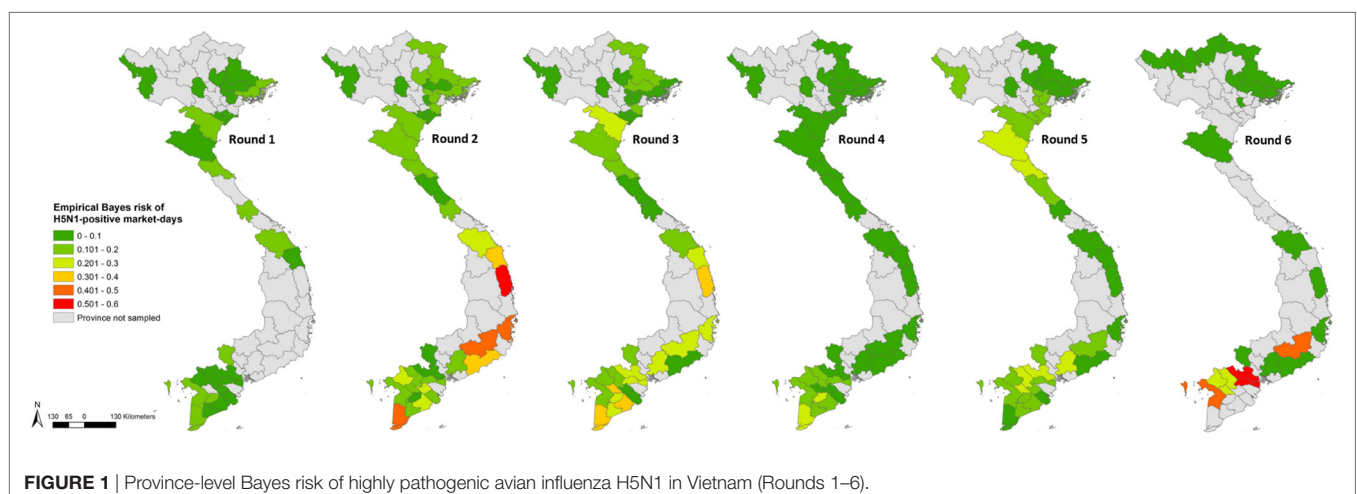 Round 1
Round 2
Round 3
Round 4
Round 5
Round 6
Empirical Bayes risk of
H5N1-positive market-days
0 - 0.1
0.101 - 0.2
0.201 - 0.3
0.301 - 0.4
0.401 - 0.5
0.501 - 0.6
Province not sampled
N
130 65 0 130 Kilometers
FIGURE 1 | Province-level Bayes risk of highly pathogenic avian influenza H5N1 in Vietnam (Rounds 1–6).